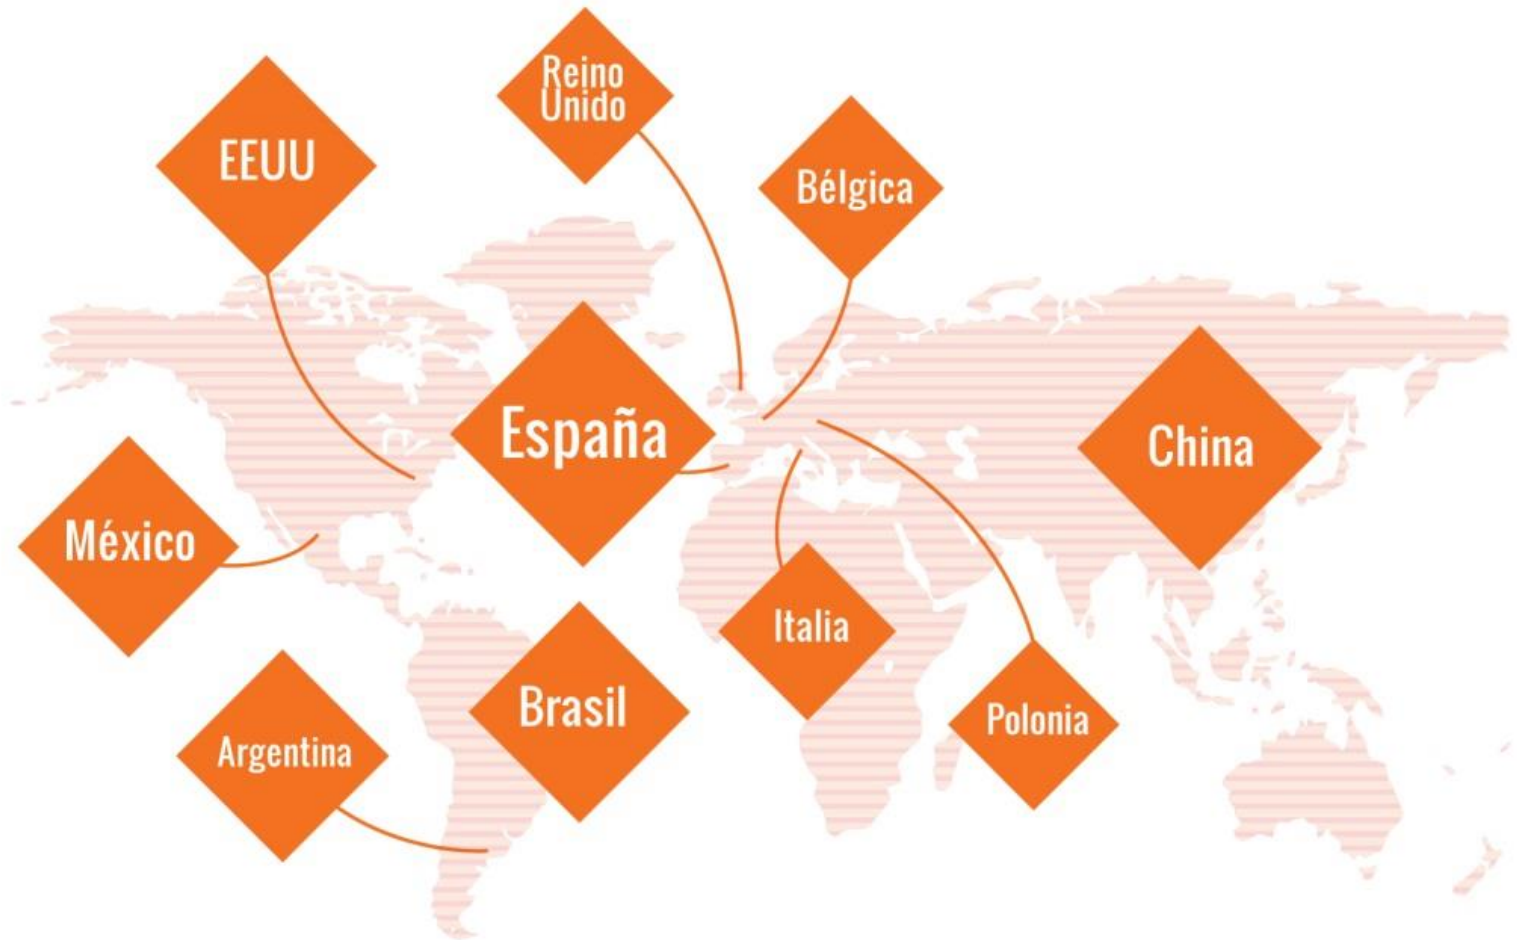 Reino
Unido
EEUU
Bélgica
España
China
México
Italia
Brasil
Polonia
Argentina